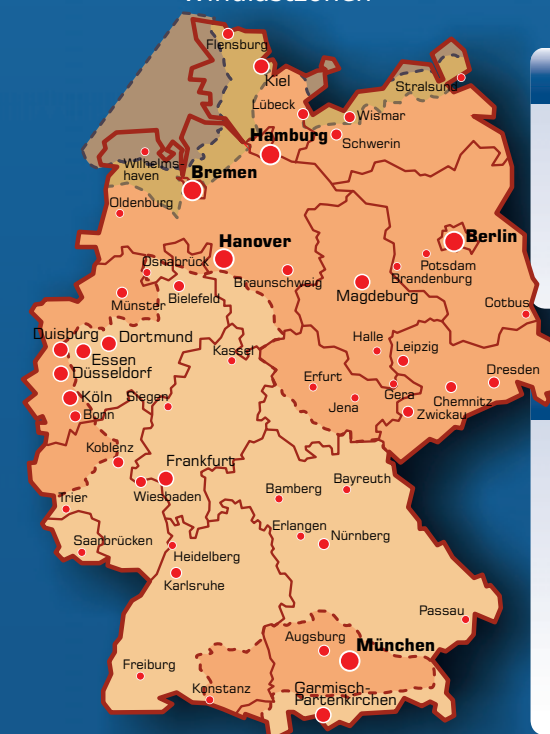 Windlastzonen
Flensburg
Kiel
Stralsund
Lübeck
Wismar
Hamburg
Schwerin
Wilhelms-
haven
Bremen
Oldenburg
Berlin
Hanover
Osnabrück
Potsdam
Braunschweig
Brandenburg
Magdeburg
Münster
Bielefeld
Cotbus
Duisburg
Dortmund
Halle
Leipzig
Kassel
Essen
Düsseldorf
Dresden
Erfurt
Köln
Siegen
Gera
Chemnitz
Jena
Bonn
Zwickau
Koblenz
Frankfurt
Bayreuth
Bamberg
Wiesbaden
Trier
Erlangen
Nürnberg
Saarbrücken
Heidelberg
Karlsruhe
Passau
Augsburg
München
Freiburg
Konstanz
Garmisch-
Partenkirchen